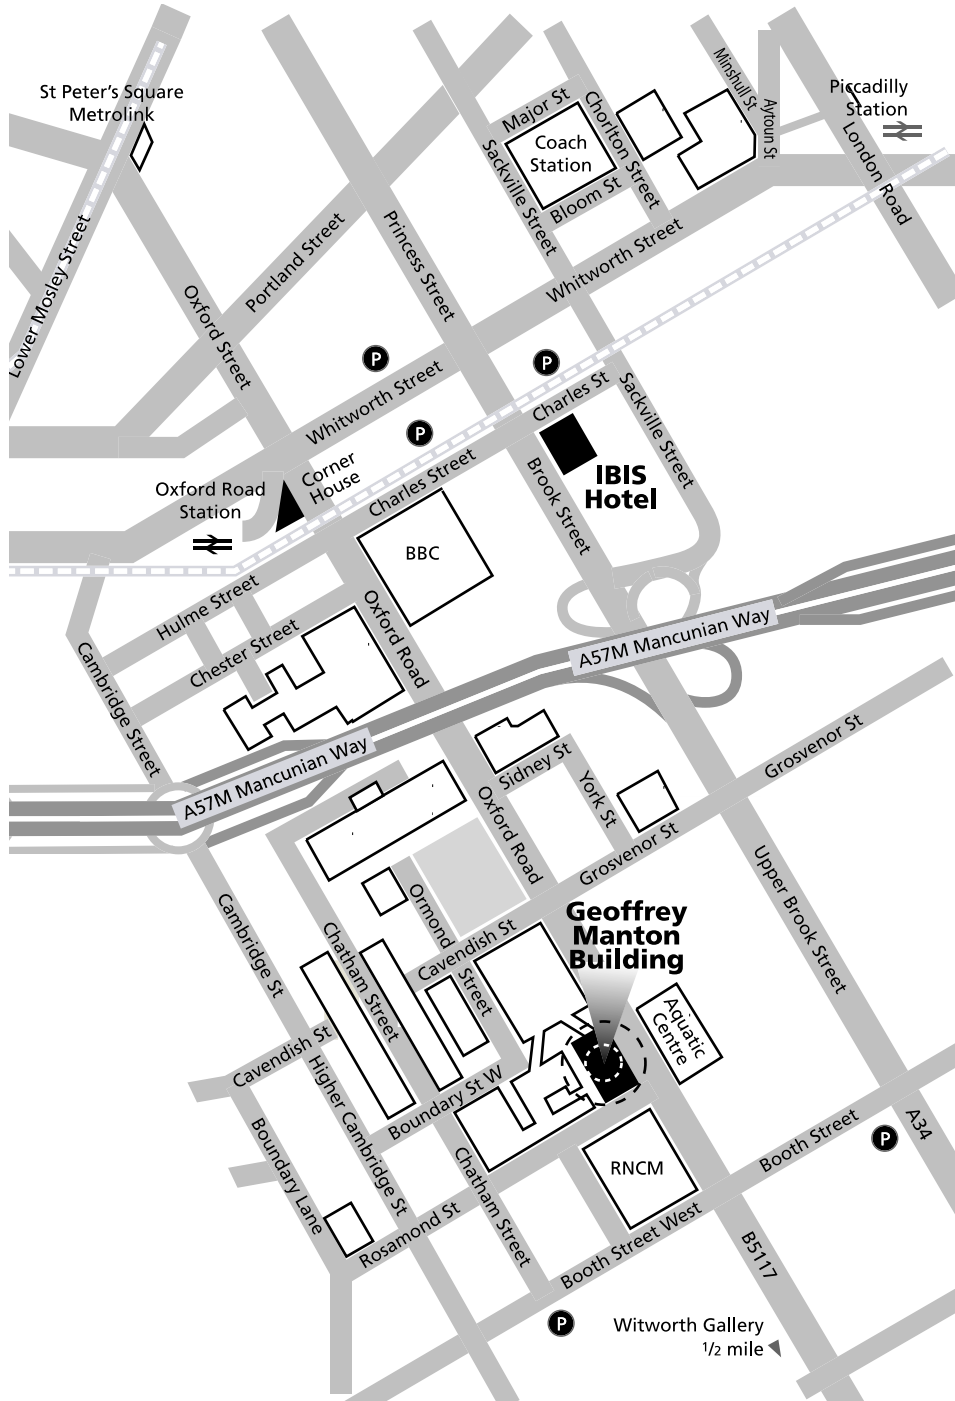 St Peter's Square
Metrolink
Minshull St
Aytoun St
Piccadilly
Station
Major St
Chorlton Street
Coach
Station
Bloom St
London Road
Sackville Street
Whitworth Street
Princess Street
Portland Street
Lower Mosley Street
Oxford Street
P
P
P
Whitworth Street
Charles St
Sackville Street
Corner
House
Charles Street
Brook Street
IBIS
Hotel
Oxford Road
Station
BBC
Hulme Street
Chester Street
Oxford Road
Cambridge Street
A57M Mancunian Way
A57M Mancunian Way
Grosvenor St
Sidney St
York St
Oxford Road
Grosvenor St
Upper Brook Street
Geoffrey
Manton
Building
Ormond
Street
Cavendish St
Chatham Street
Cambridge St
Aquatic
Centre
Cavendish St
Higher Cambridge St
Boundary St W
Boundary Lane
Chatham Street
Rosamond St
RNCM
Booth Street
A34
P
Booth Street West
B5117
P
Witworth Gallery
1/2 mile